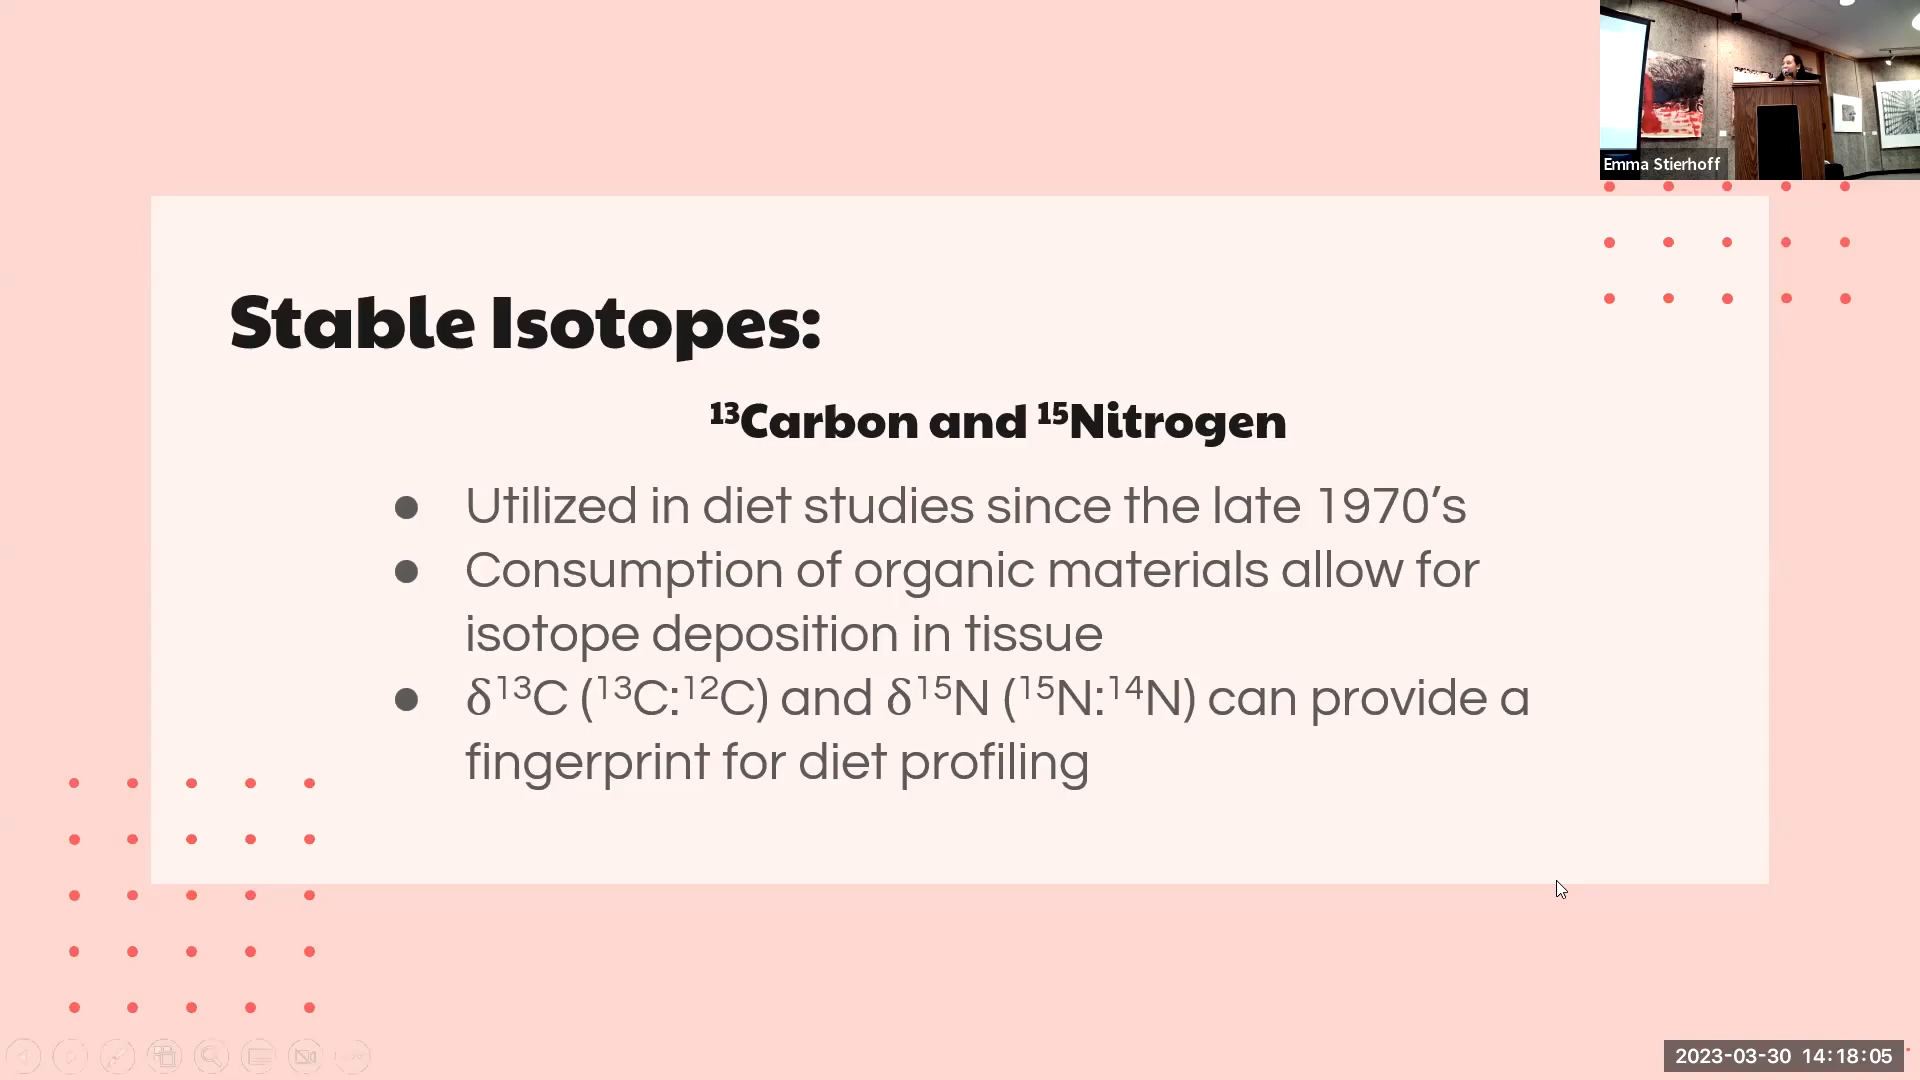 Emma Stierhoff
Stable Isotopes:
¹³Carbon and ¹⁵Nitrogen
● Utilized in diet studies since the late 1970’s
● Consumption of organic materials allow for
isotope deposition in tissue
● δ¹³C (¹³C:¹²C) and δ¹⁵N (¹⁵N:¹⁴N) can provide a
fingerprint for diet profiling
2023-03-30 14:18:05